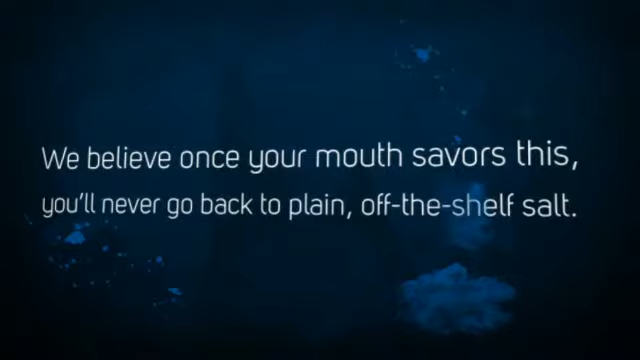 We believe once your mouth savors this,
you'll never go back to plain, off-the-shelf salt.